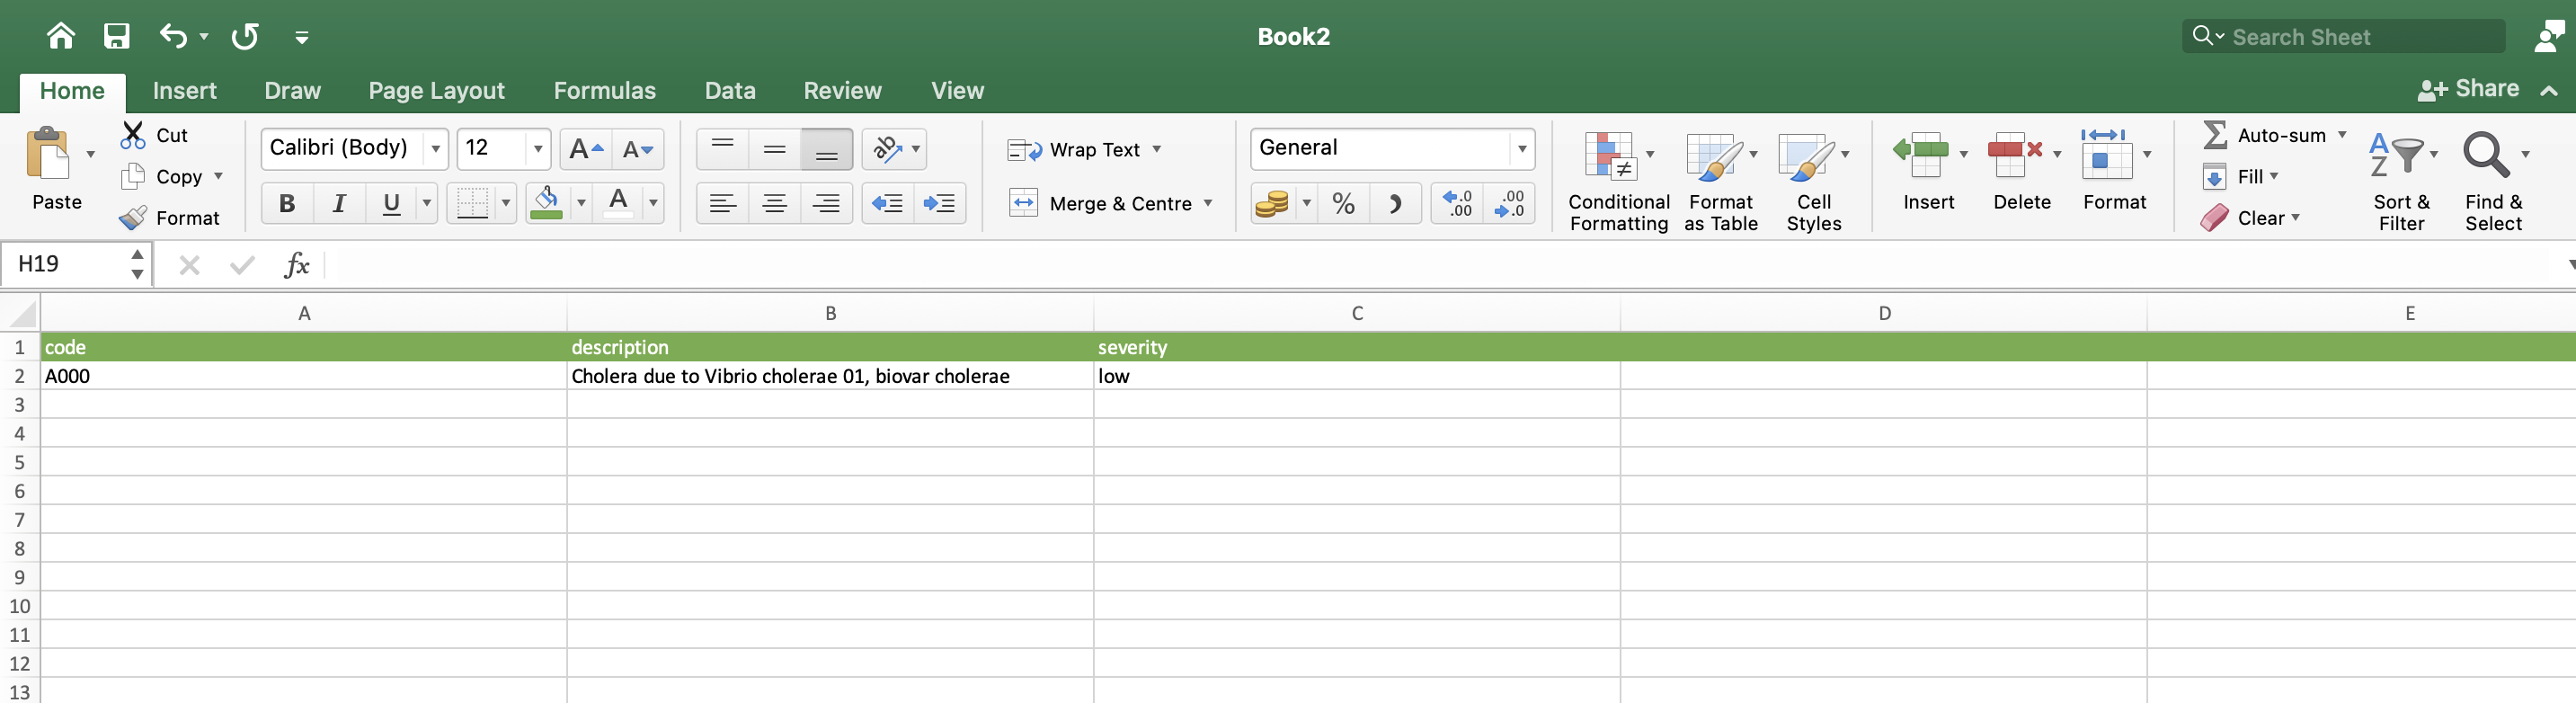 Book2
Search Sheet
Home Insert Draw Page Layout Formulas Data Review View
Share
Paste
Cut
Copy
Format
Calibri (Body) 12 A A
B I U A
ab
Wrap Text
Merge & Centre
General
% .0 .00 .00 .0
Conditional Formatting
Format as Table
Cell Styles
Insert
Delete
Format
Auto-sum
Fill
Clear
A Z
Sort & Filter
Find & Select
H19 fx
A B C D E
1 code description severity
2 A000 Cholera due to Vibrio cholerae 01, biovar cholerae low
3
4
5
6
7
8
9
10
11
12
13